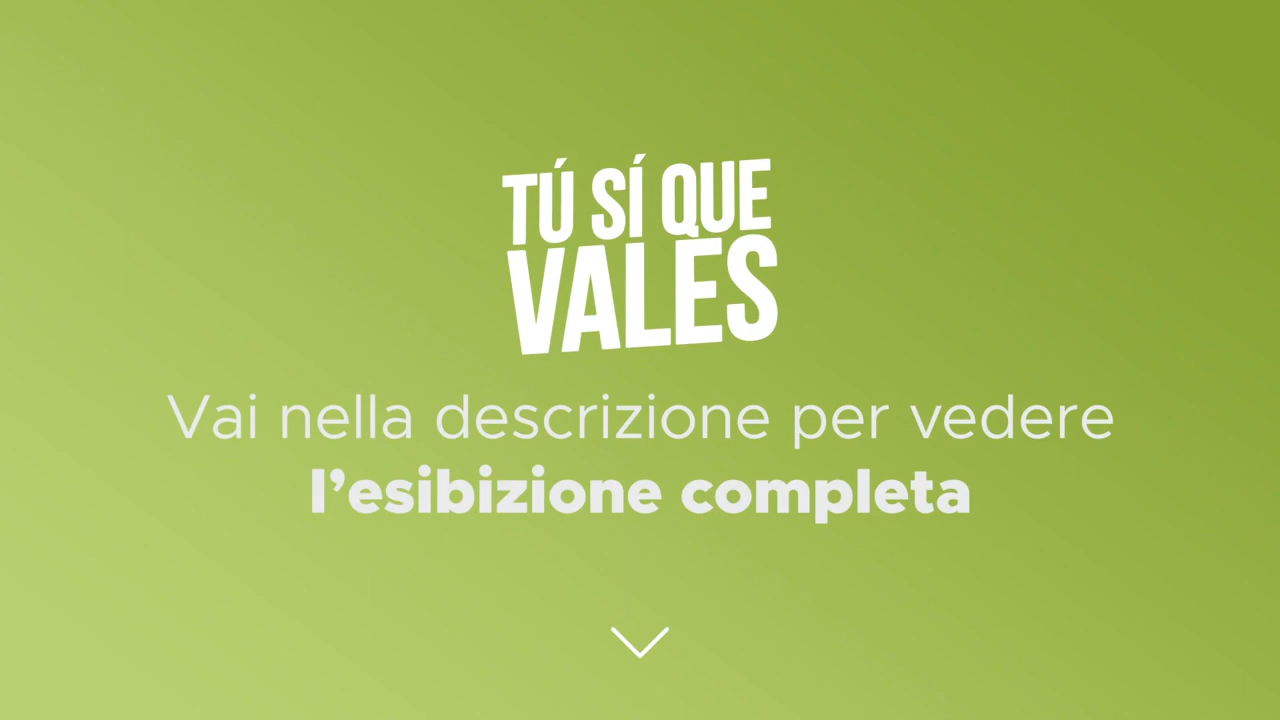 TÚ SÍ QUE
VALES
Vai nella descrizione per vedere
l’esibizione completa